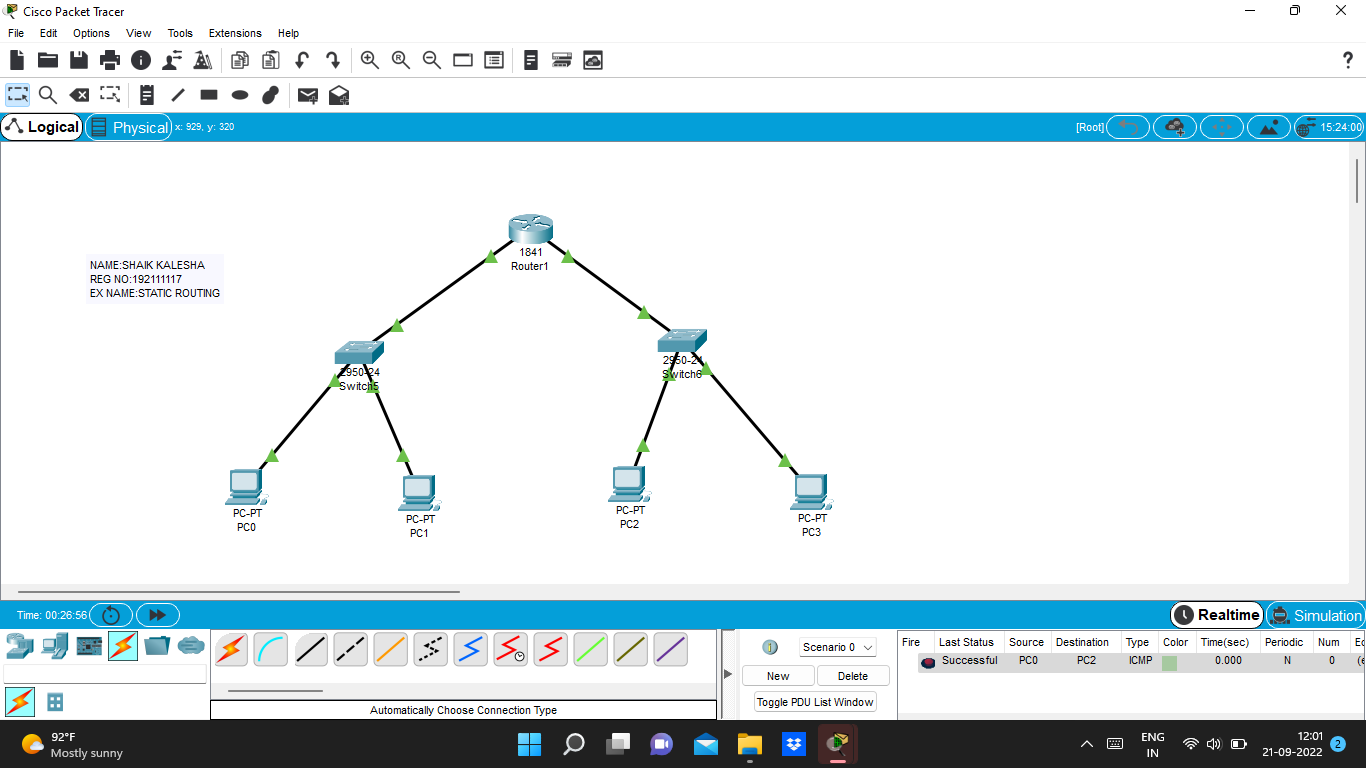 Cisco Packet Tracer
File Edit Options View Tools Extensions Help
?
Logical Physical x: 929, y: 320 [Root] 15:24:00
1841
Router1
NAME:SHAIK KALESHA
REG NO:192111117
EX NAME:STATIC ROUTING
2950-24
Switch5
2950-24
Switch6
PC-PT
PC0
PC-PT
PC1
PC-PT
PC2
PC-PT
PC3
Time: 00:26:56 Realtime Simulation
Scenario 0
New Delete
Toggle PDU List Window
Fire Last Status Source Destination Type Color Time(sec) Periodic Num Ec
Successful PC0 PC2 ICMP 0.000 N 0 (e
Automatically Choose Connection Type
92°F
Mostly sunny
ENG
IN
12:01
21-09-2022 2